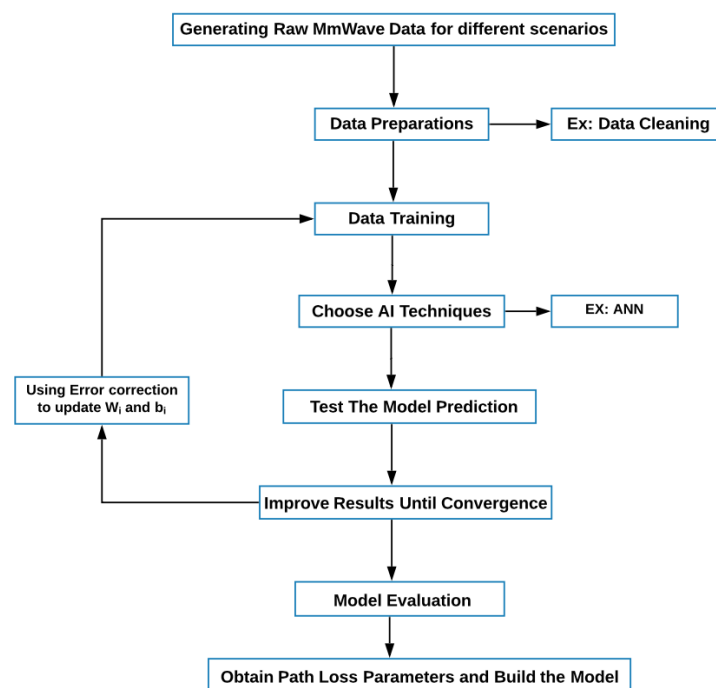 Generating Raw MmWave Data for different scenarios
Data Preparations
Ex: Data Cleaning
Data Training
Choose AI Techniques
EX: ANN
Using Error correction
to update Wᵢ and bᵢ
Test The Model Prediction
Improve Results Until Convergence
Model Evaluation
Obtain Path Loss Parameters and Build the Model